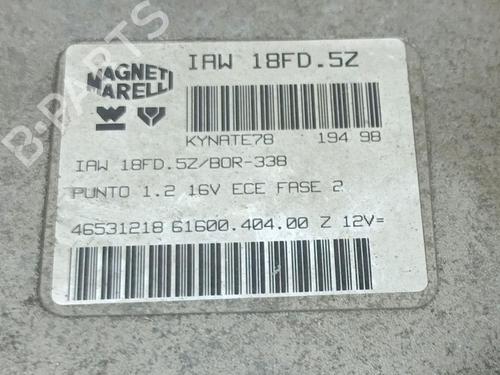 MAGNETI
MARELLI
IAW 18FD.5Z
KYNATE78 194 98
IAW 18FD.5Z/BOR-338
PUNTO 1.2 16V ECE FASE 2
46531218 61600.404.00 Z 12V=
B-PARTS